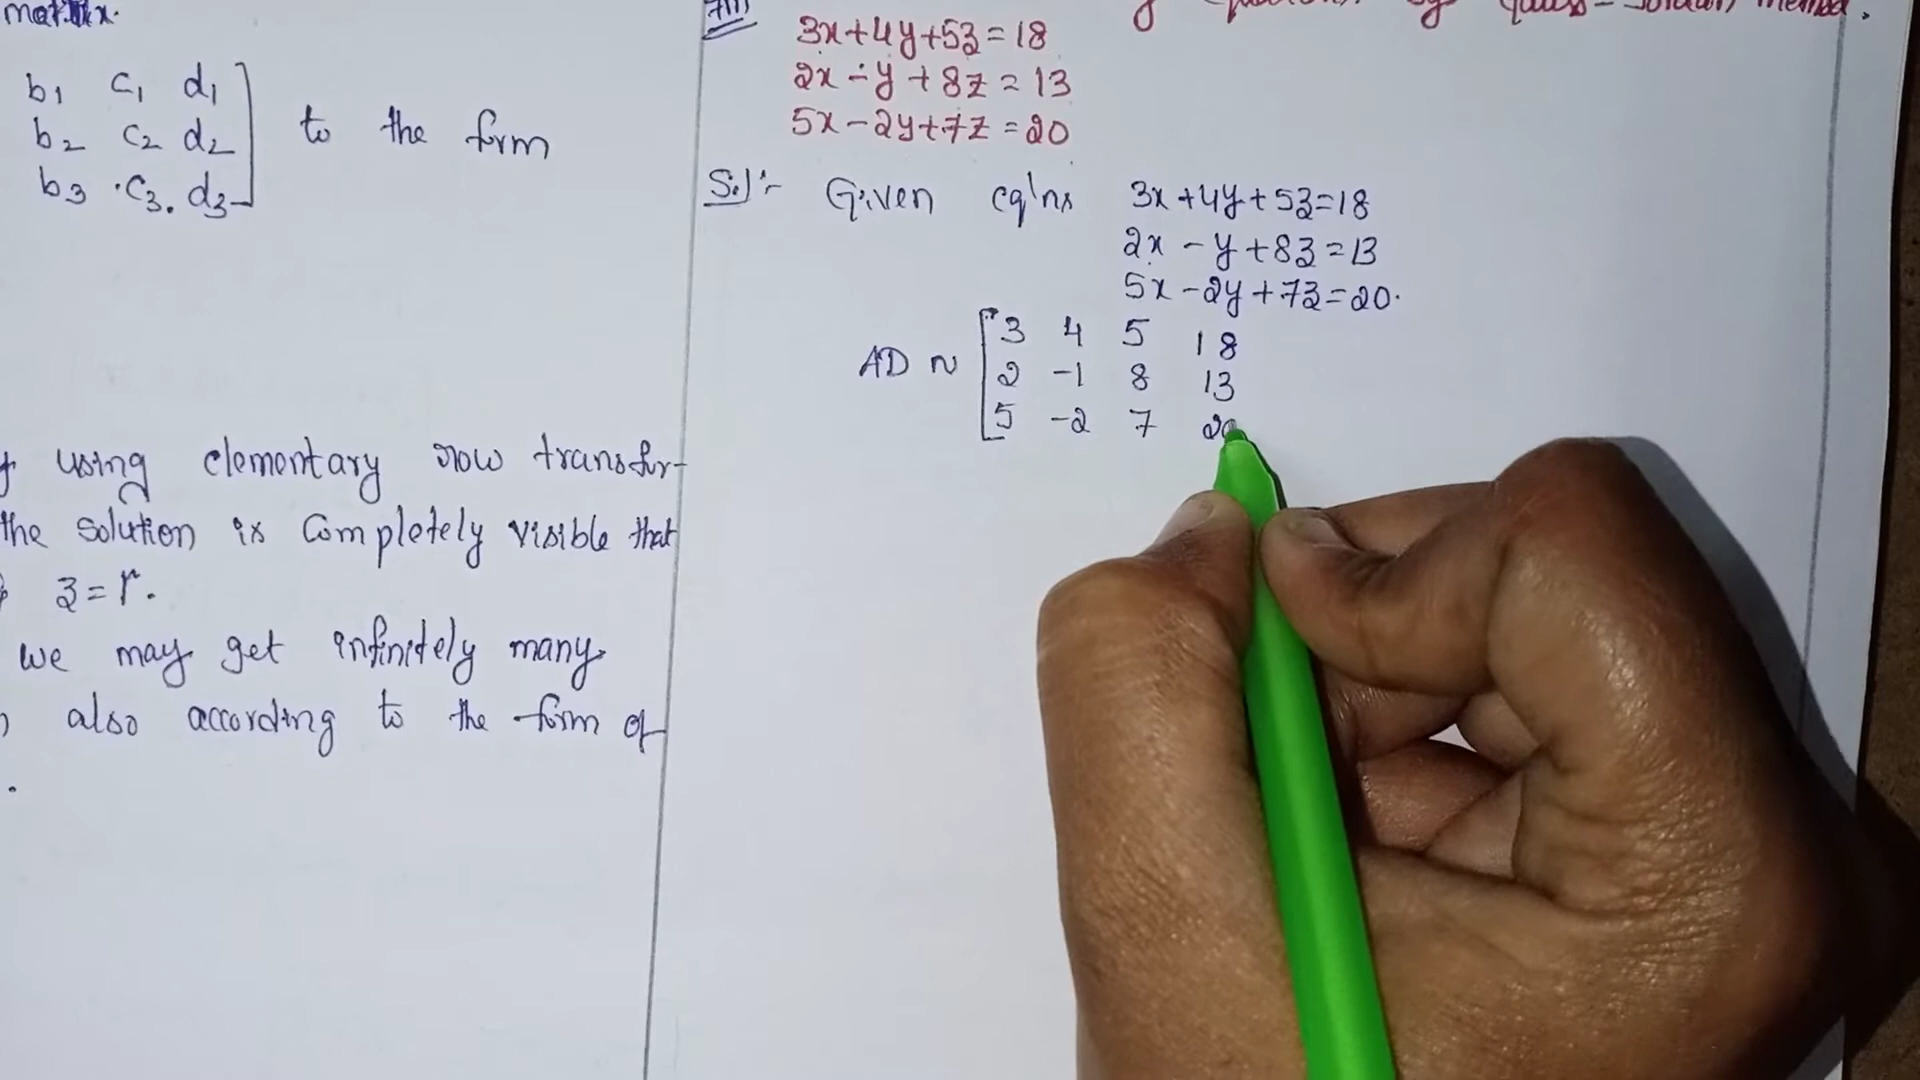 matrix.
b1 c1 d1
b2 c2 d2
b3 c3. d3
to the form
using elementary row transfor-
the solution is completely visible that
z=r.
we may get infinitely many
also according to the form of
3x+4y+5z=18
2x-y+8z=13
5x-2y+7z=20
Sol:- Given eq'ns 3x+4y+5z=18
2x-y+8z=13
5x-2y+7z=20.
AD ~ [3 4 5 18
2 -1 8 13
5 -2 7 20